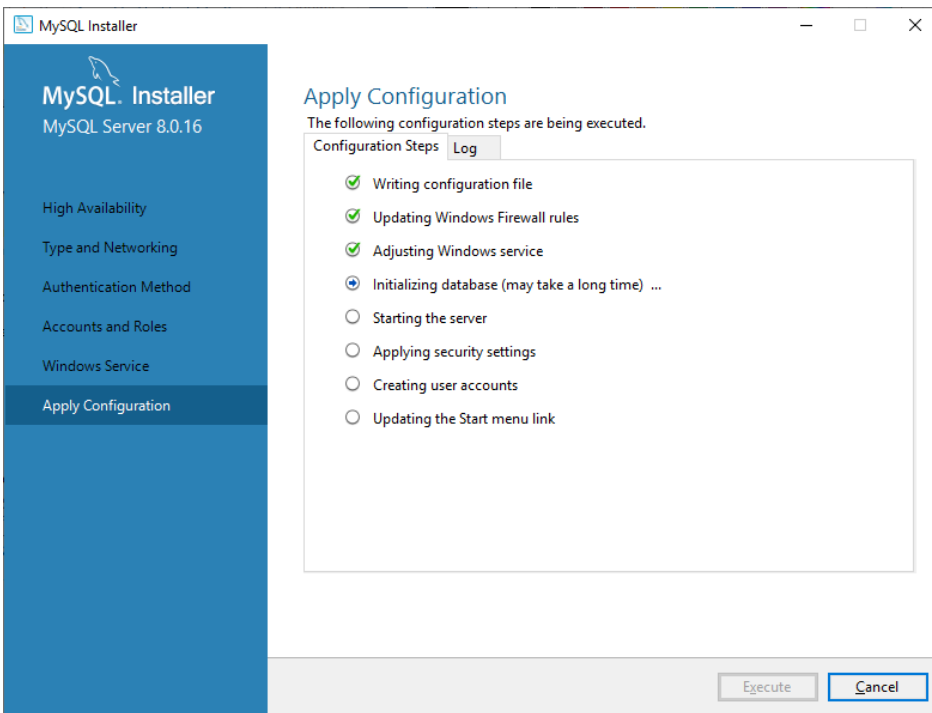 MySQL Installer
MySQL. Installer
MySQL Server 8.0.16
High Availability
Type and Networking
Authentication Method
Accounts and Roles
Windows Service
Apply Configuration
Apply Configuration
The following configuration steps are being executed.
Configuration Steps Log
Writing configuration file
Updating Windows Firewall rules
Adjusting Windows service
Initializing database (may take a long time) ...
Starting the server
Applying security settings
Creating user accounts
Updating the Start menu link
Execute Cancel